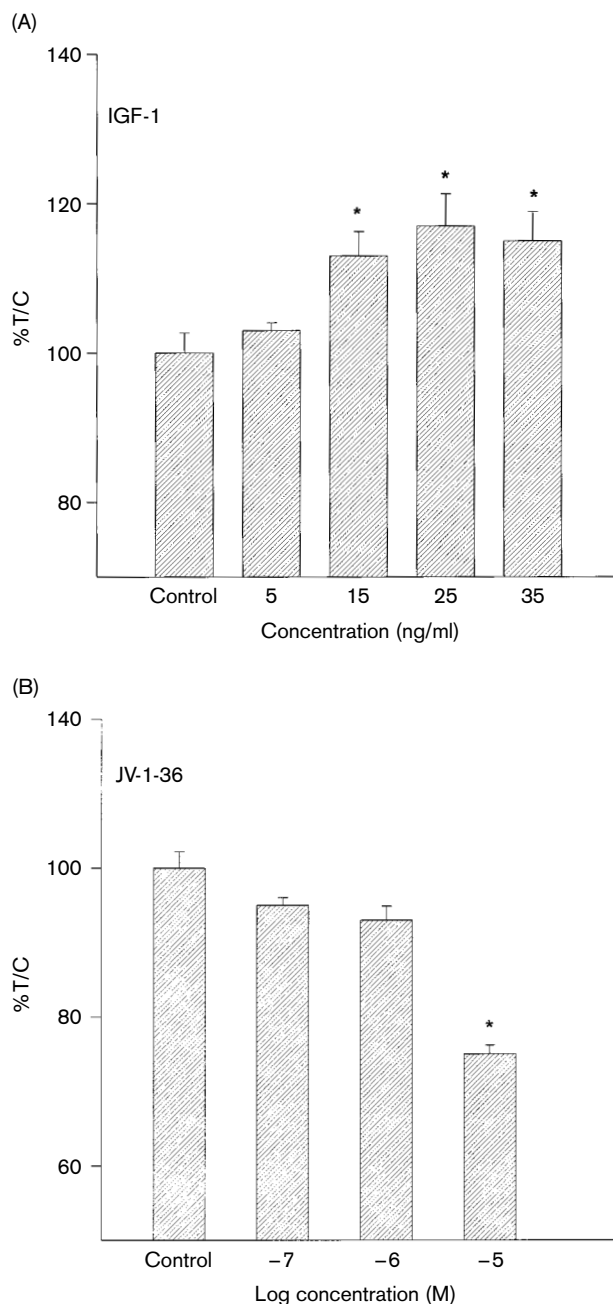 (A)
140
IGF-1
120
*
*
*
%T/C
100
80
Control 5 15 25 35
Concentration (ng/ml)
(B)
140
JV-1-36
100
%T/C
80
*
60
Control −7 −6 −5
Log concentration (M)